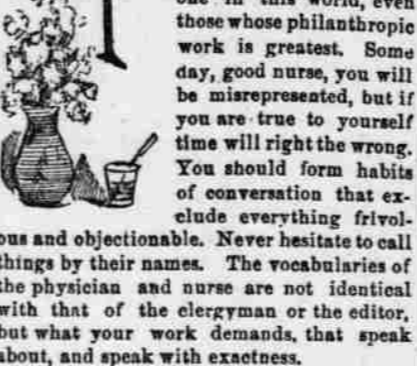 one in this world, even
those whose philanthropic
work is greatest. Some
day, good nurse, you will
be misrepresented, but if
you are true to yourself
time will right the wrong.
You should form habits
of conversation that ex-
clude everything frivol-
ous and objectionable. Never hesitate to call
things by their names. The vocabularies of
the physician and nurse are not identical
with that of the clergyman or the editor,
but what your work demands, that speak
about, and speak with exactness.